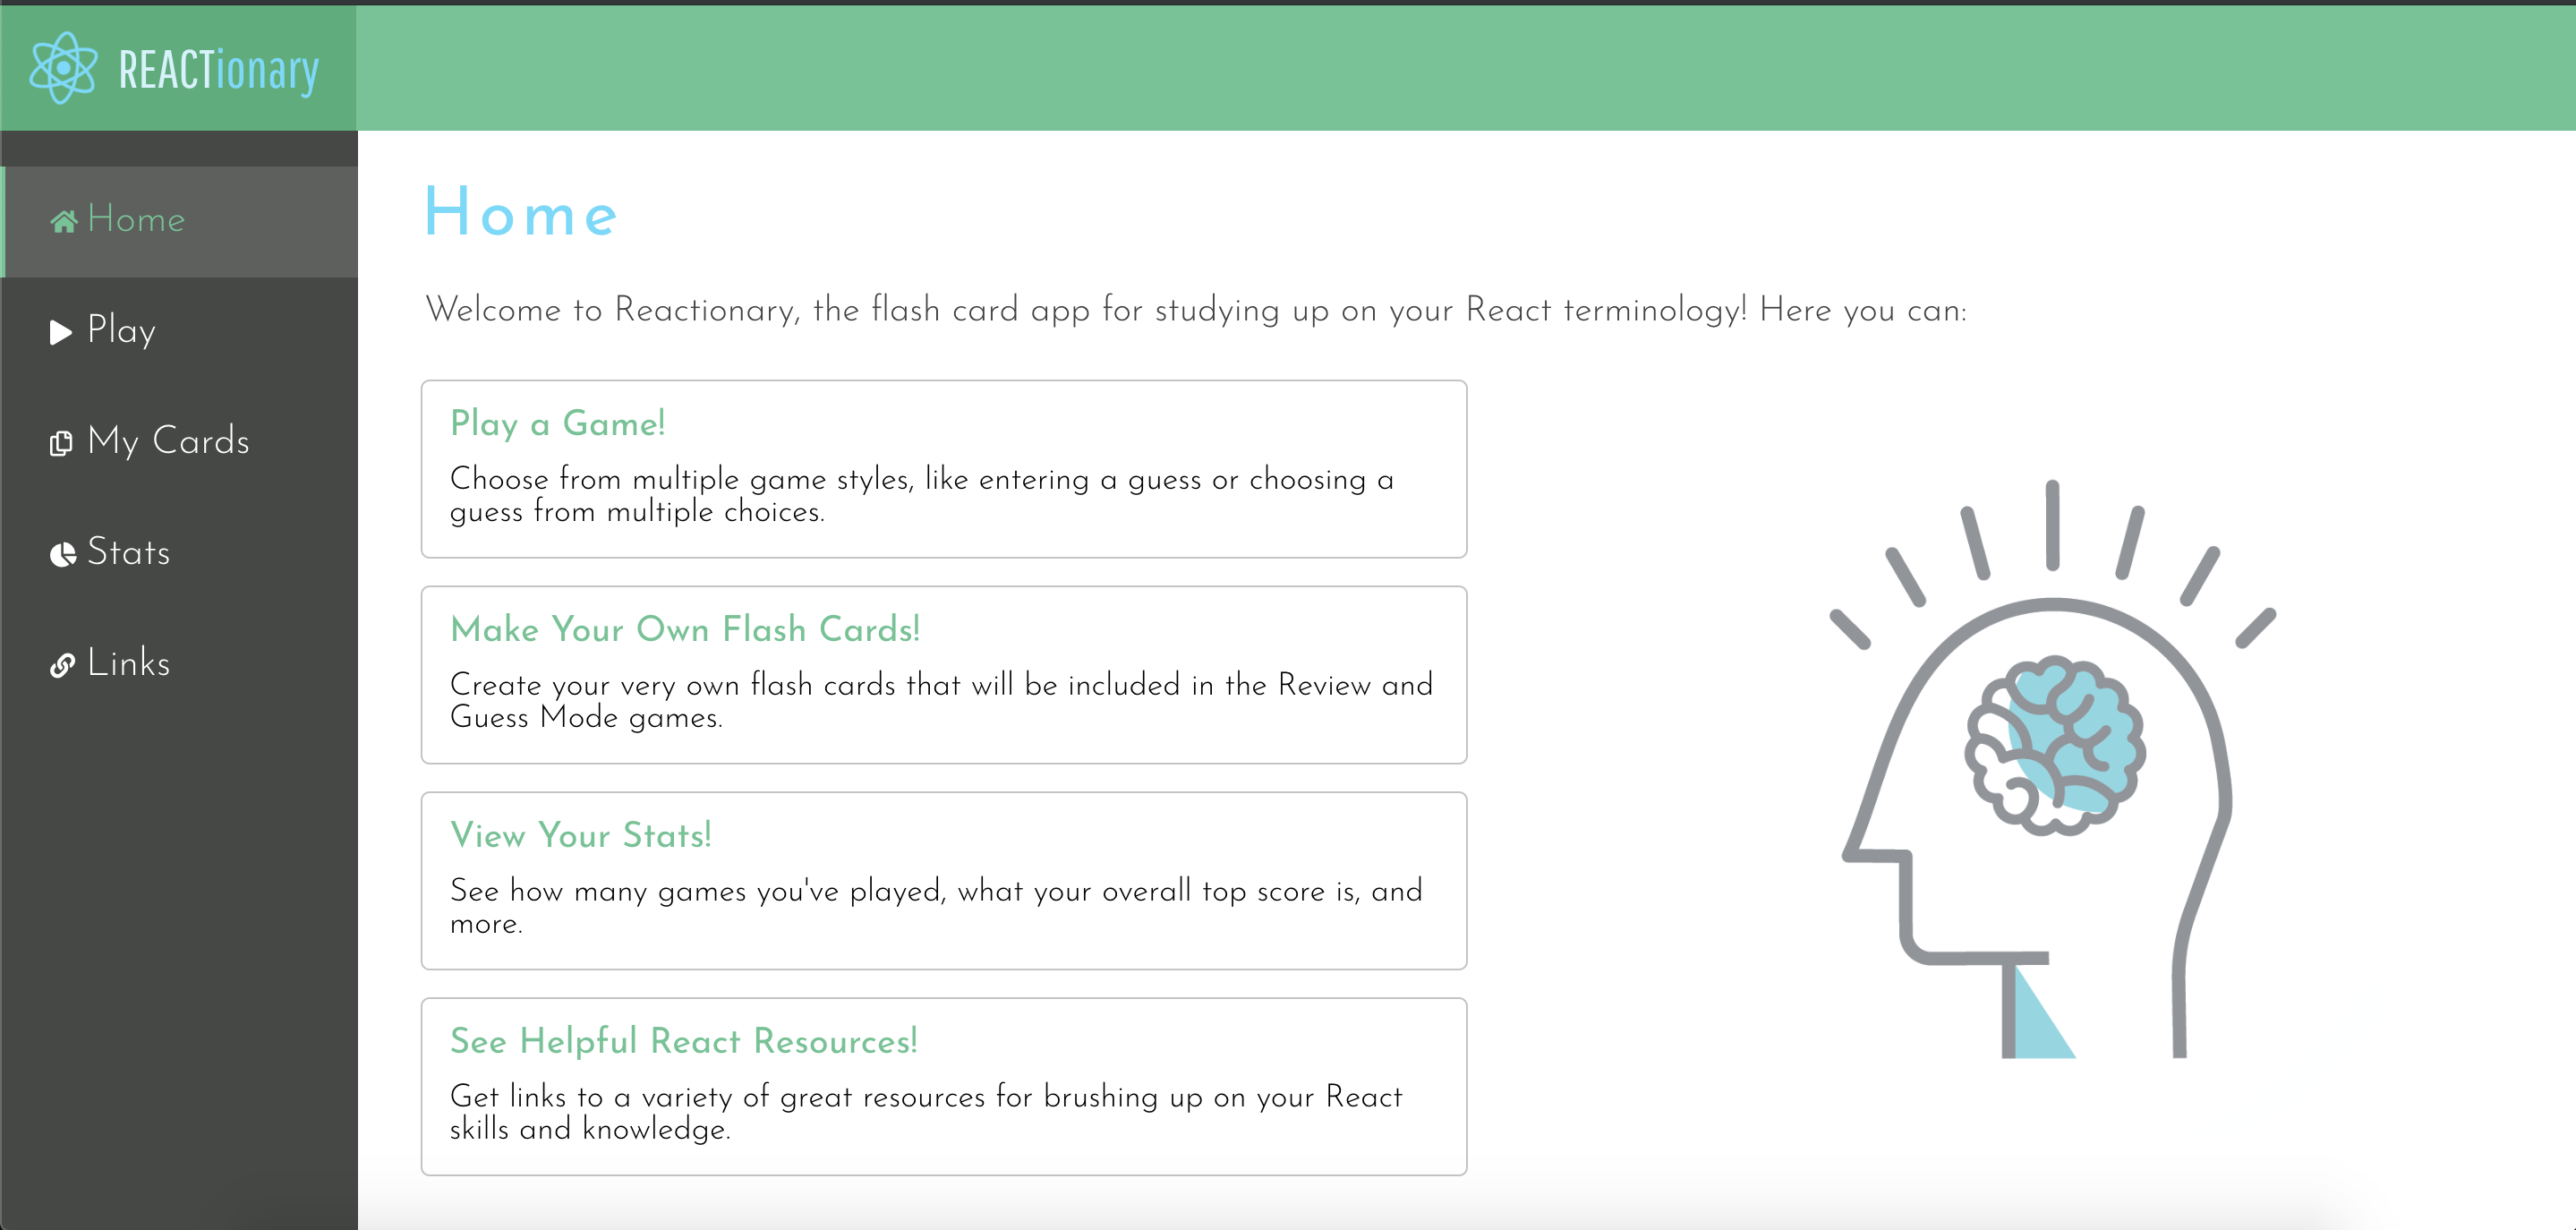 REACTionary
Home
Play
My Cards
Stats
Links
Home
Welcome to Reactionary, the flash card app for studying up on your React terminology! Here you can:
Play a Game!
Choose from multiple game styles, like entering a guess or choosing a
guess from multiple choices.
Make Your Own Flash Cards!
Create your very own flash cards that will be included in the Review and
Guess Mode games.
View Your Stats!
See how many games you've played, what your overall top score is, and
more.
See Helpful React Resources!
Get links to a variety of great resources for brushing up on your React
skills and knowledge.